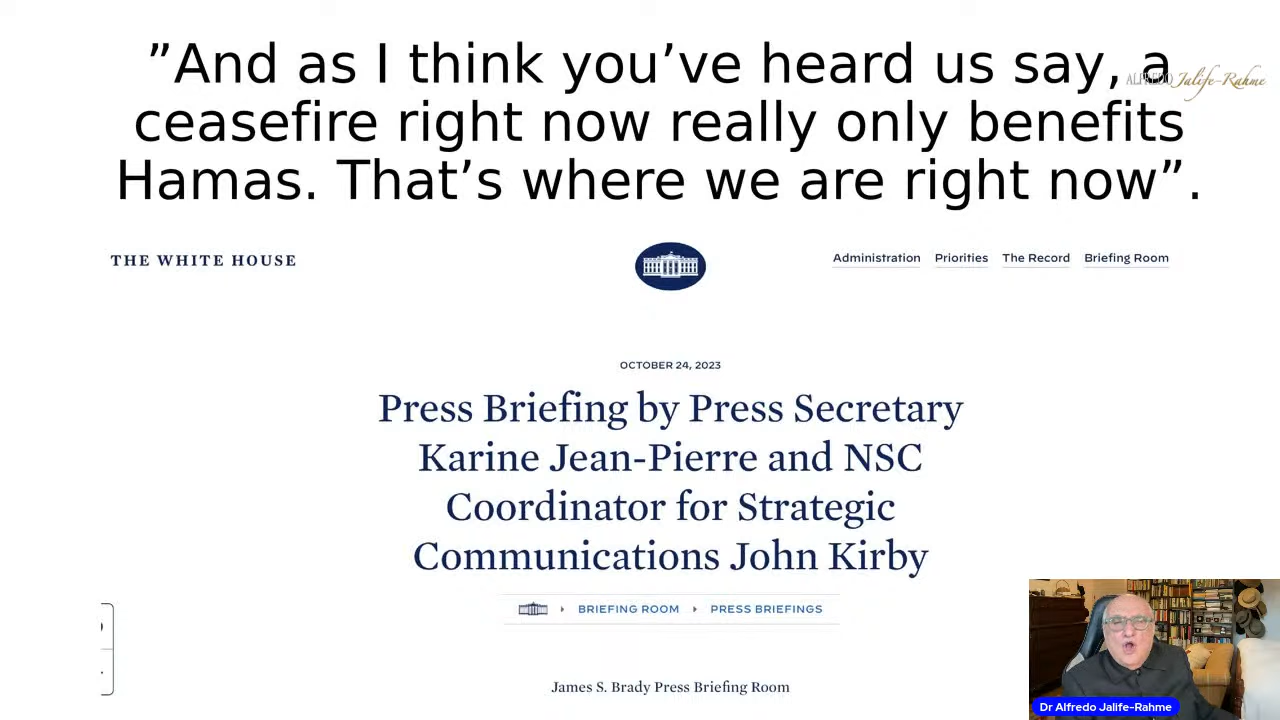 ”And as I think you’ve heard us say, a
ceasefire right now really only benefits
Hamas. That’s where we are right now”.
ALFREDO Jalife-Rahme
THE WHITE HOUSE
Administration Priorities The Record Briefing Room
OCTOBER 24, 2023
Press Briefing by Press Secretary
Karine Jean-Pierre and NSC
Coordinator for Strategic
Communications John Kirby
BRIEFING ROOM PRESS BRIEFINGS
James S. Brady Press Briefing Room
Dr Alfredo Jalife-Rahme